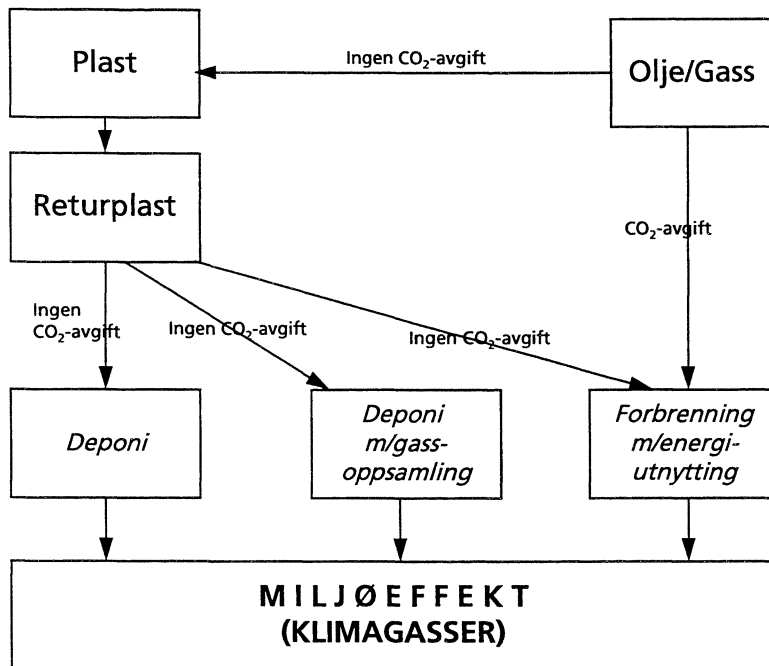 Plast
Ingen CO₂-avgift
Olje/Gass
Returplast
CO₂-avgift
Ingen
CO₂-avgift
Ingen CO₂-avgift
Ingen CO₂-avgift
Deponi
Deponi
m/gass-
oppsamling
Forbrenning
m/energi-
utnytting
MILJØEFFEKT
(KLIMAGASSER)